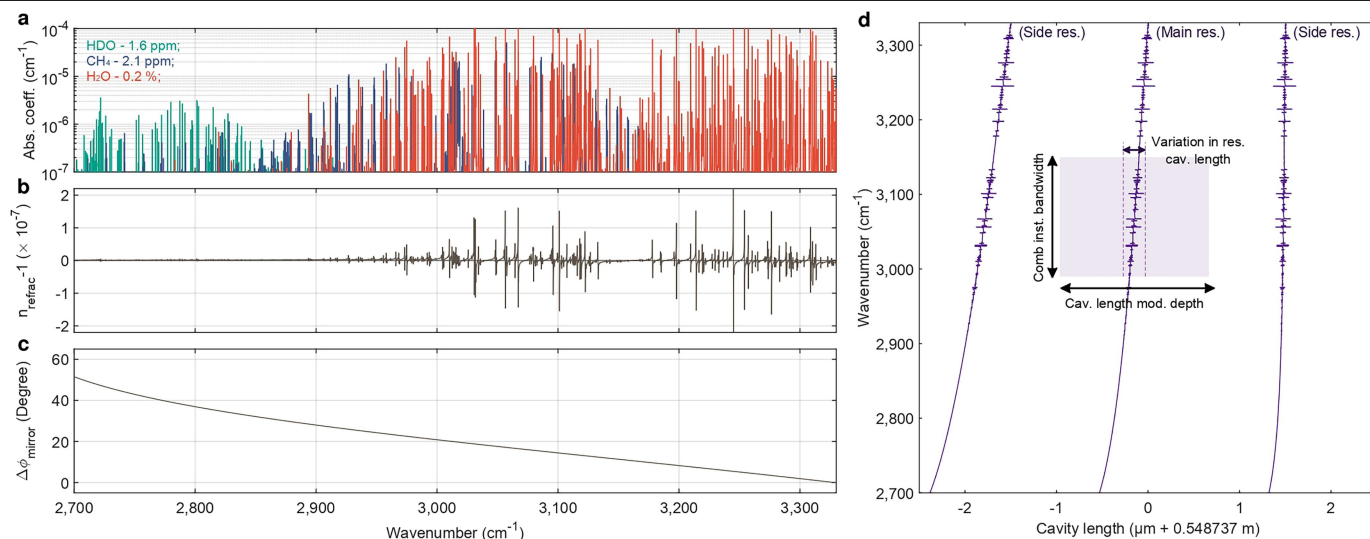 a
10⁻⁴
10⁻⁵
10⁻⁶
10⁻⁷
Abs. coeff. (cm⁻¹)
HDO - 1.6 ppm;
CH₄ - 2.1 ppm;
H₂O - 0.2 %;
b
2
1
0
-1
-2
n_refrac-1 (× 10⁻⁷)
c
60
40
20
0
Δϕ_mirror (Degree)
2,700
2,800
2,900
3,000
3,100
3,200
3,300
Wavenumber (cm⁻¹)
d
3,300
3,200
3,100
3,000
2,900
2,800
2,700
Wavenumber (cm⁻¹)
(Side res.)
(Main res.)
(Side res.)
Variation in res.
cav. length
Comb inst. bandwidth
Cav. length mod. depth
-2
-1
0
1
2
Cavity length (μm + 0.548737 m)